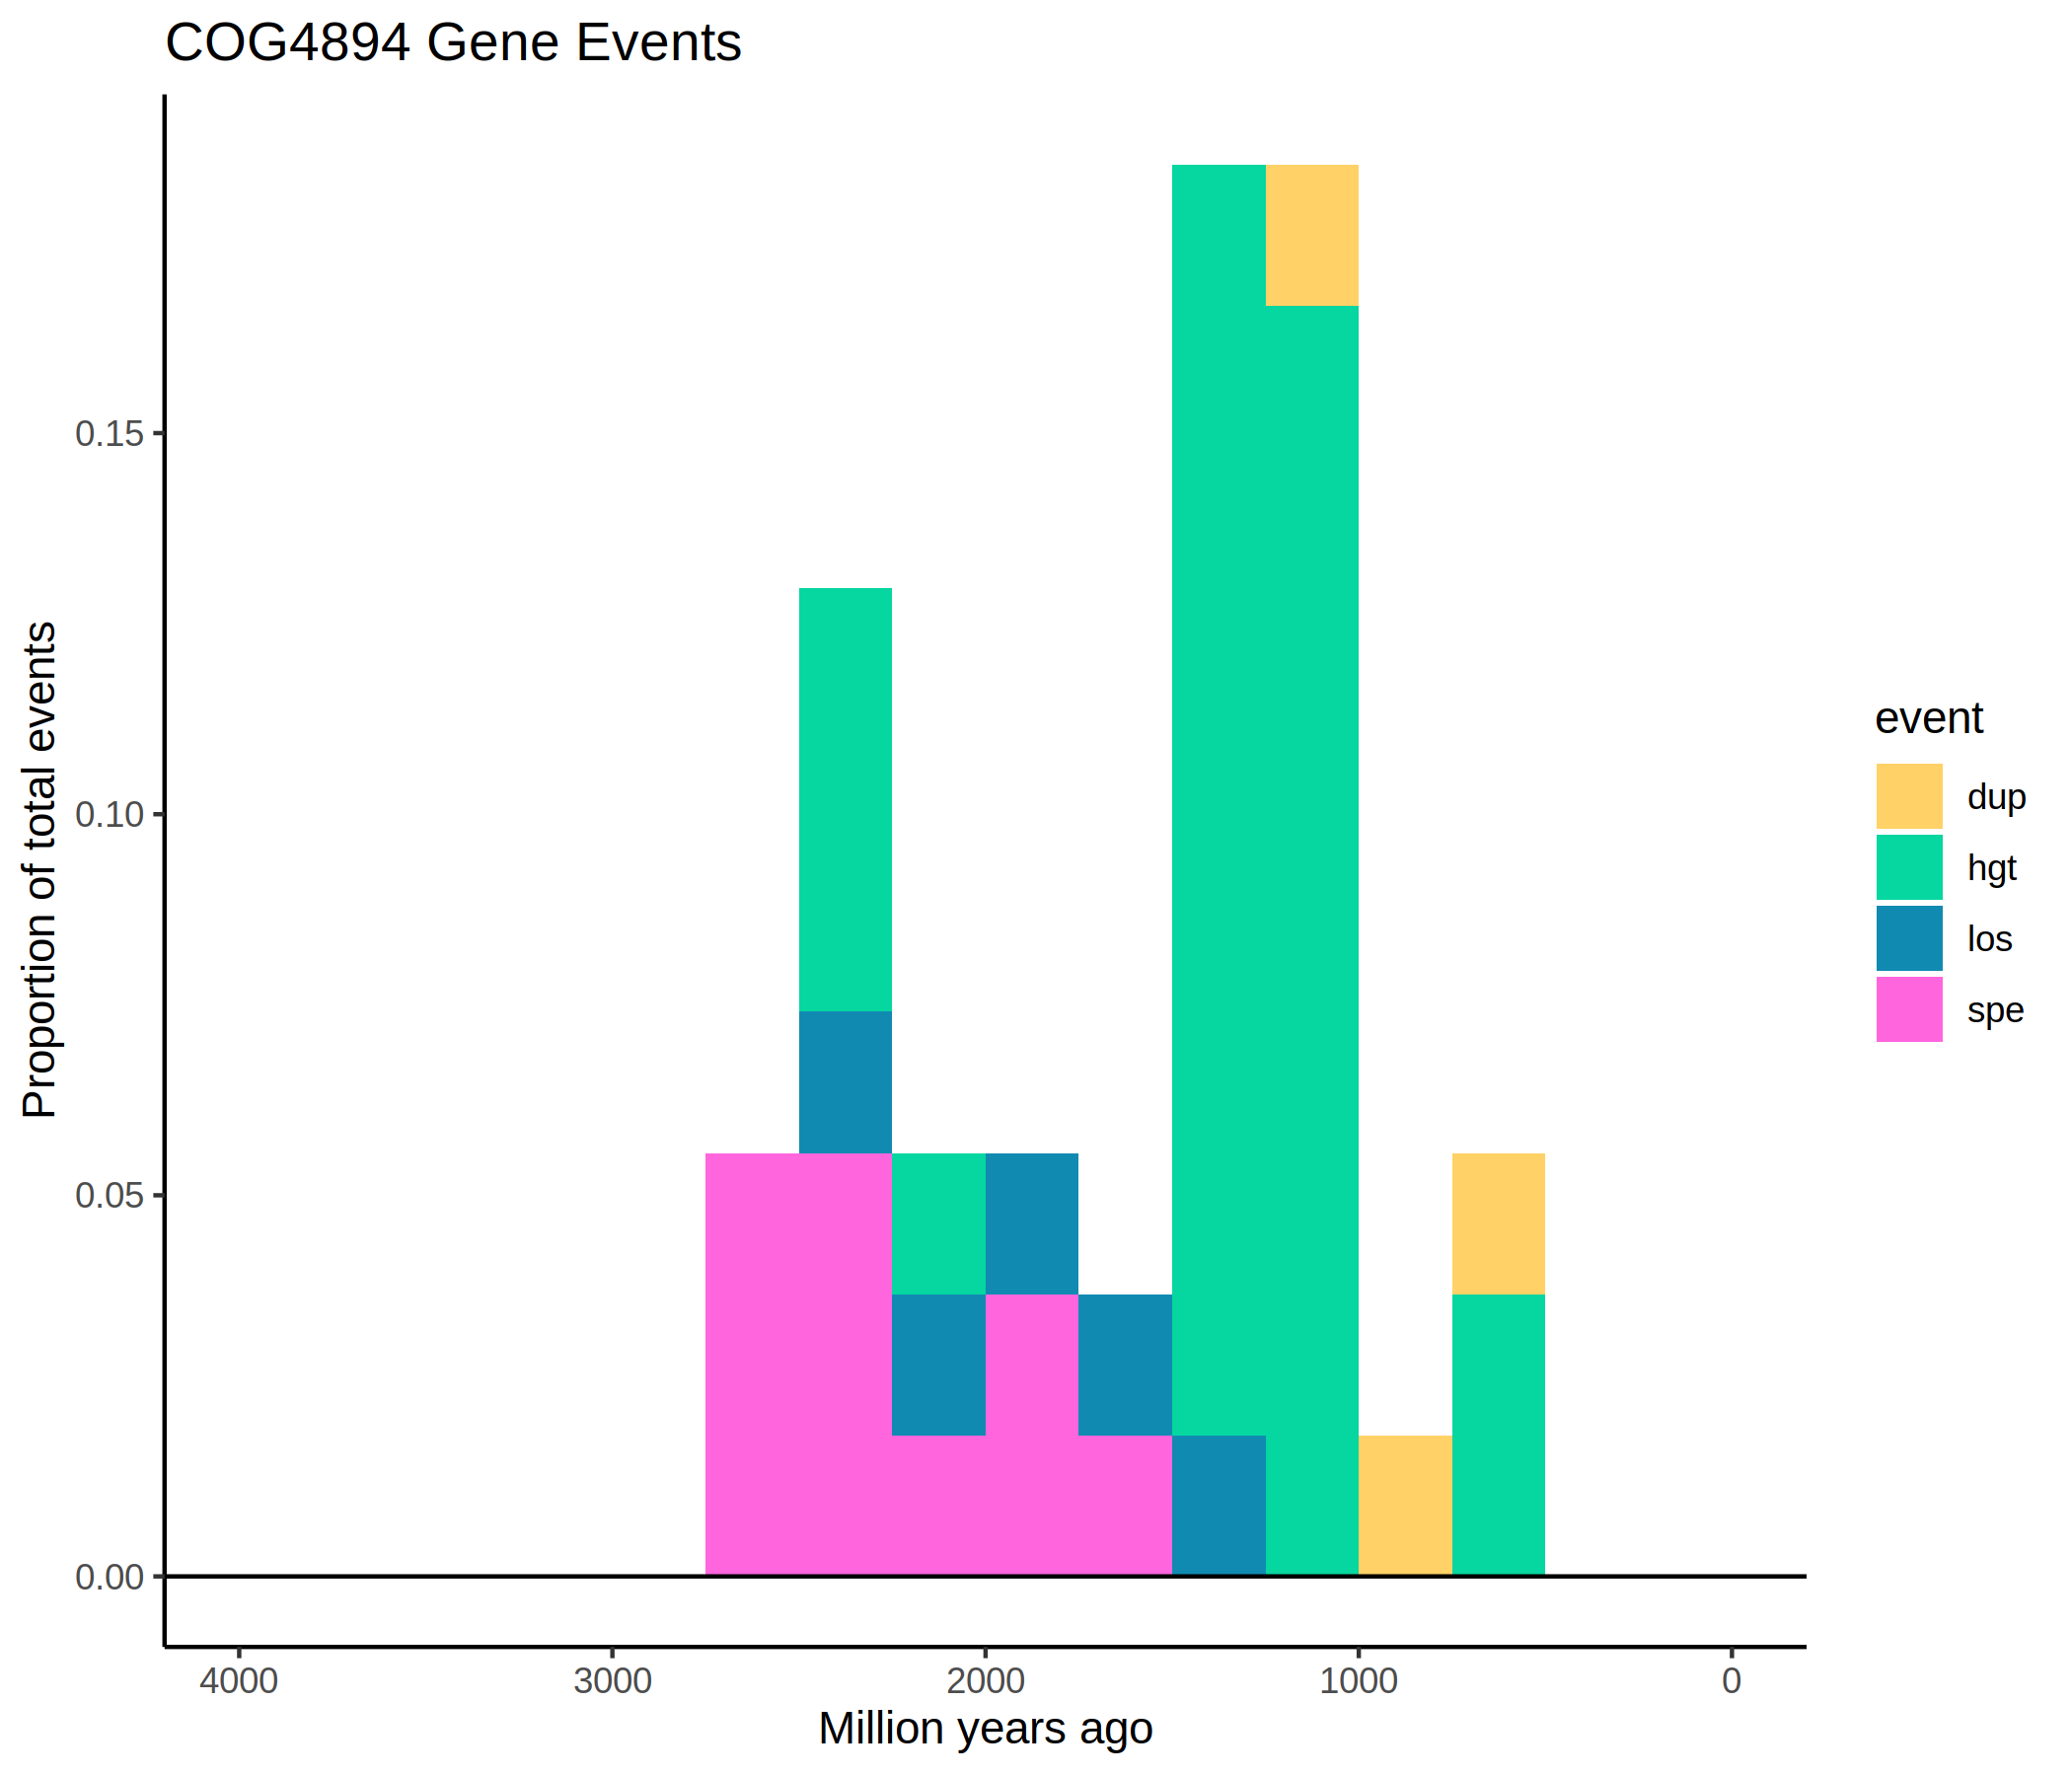 COG4894 Gene Events
Proportion of total events
0.15
0.10
0.05
0.00
4000 3000 2000 1000 0
Million years ago
event
dup
hgt
los
spe